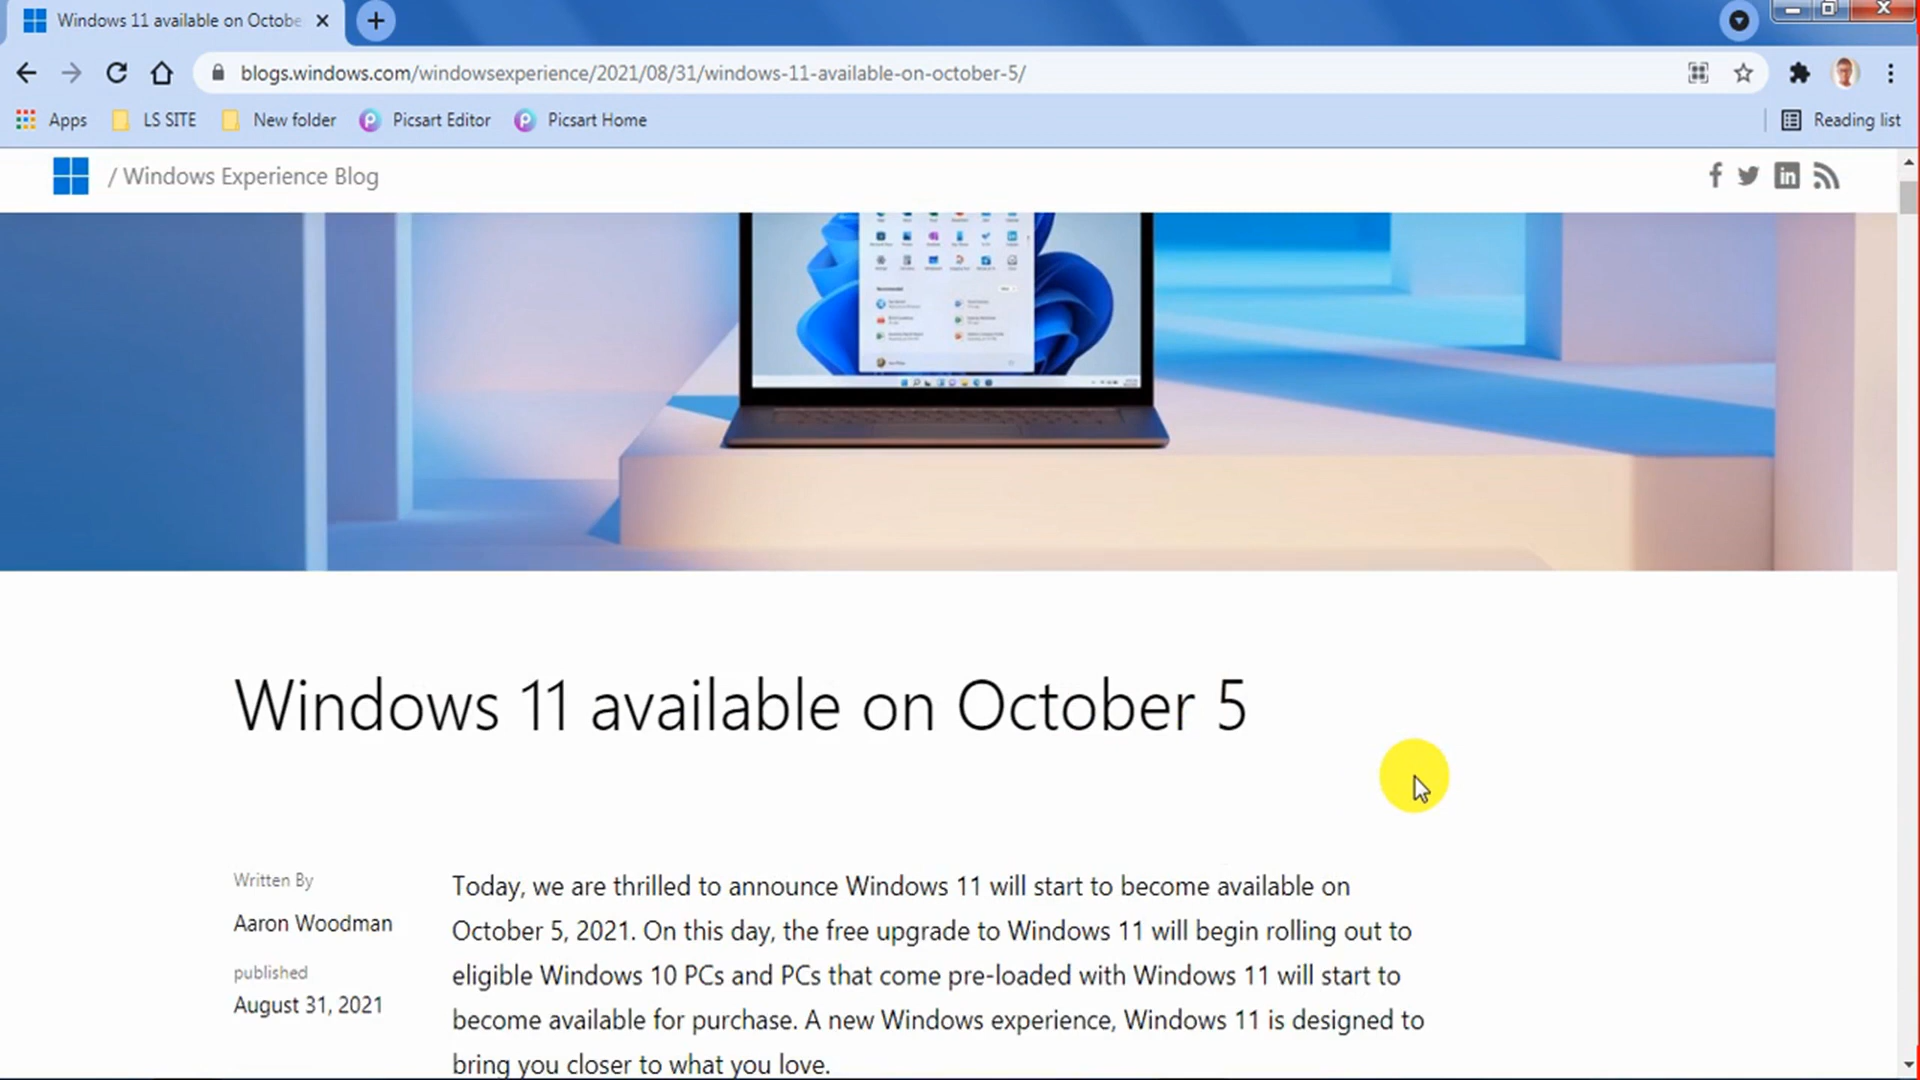 Windows 11 available on Octobe
blogs.windows.com/windowsexperience/2021/08/31/windows-11-available-on-october-5/
Apps LS SITE New folder Picsart Editor Picsart Home Reading list
/ Windows Experience Blog
Windows 11 available on October 5
Written By
Aaron Woodman
published
August 31, 2021
Today, we are thrilled to announce Windows 11 will start to become available on
October 5, 2021. On this day, the free upgrade to Windows 11 will begin rolling out to
eligible Windows 10 PCs and PCs that come pre-loaded with Windows 11 will start to
become available for purchase. A new Windows experience, Windows 11 is designed to
bring you closer to what you love.